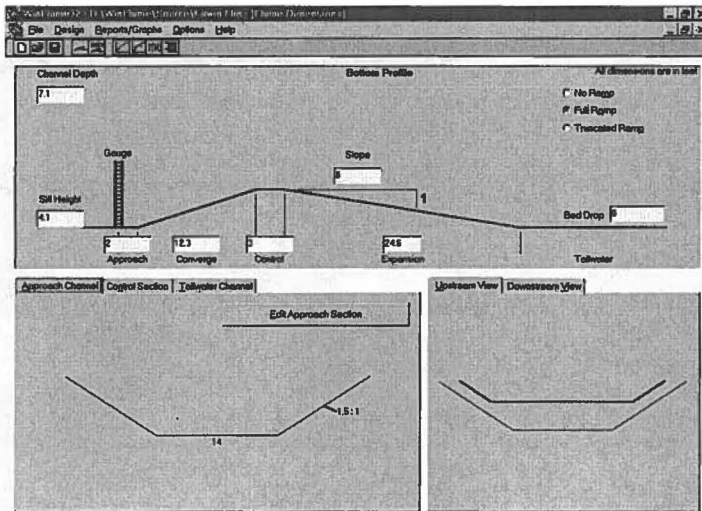 File Design Reports/Graphs Options Help
Channel Depth
Bottom Profile
All dimensions are in feet
7.1
No Ramp
Full Ramp
Truncated Ramp
Gauge
Slope
1
Sill Height
4.1
Bed Drop
2
12.3
3
24.6
Approach
Converge
Control
Expansion
Tailwater
Approach Channel Control Section Tailwater Channel
Upstream View Downstream View
Edit Approach Section
1.5:1
14